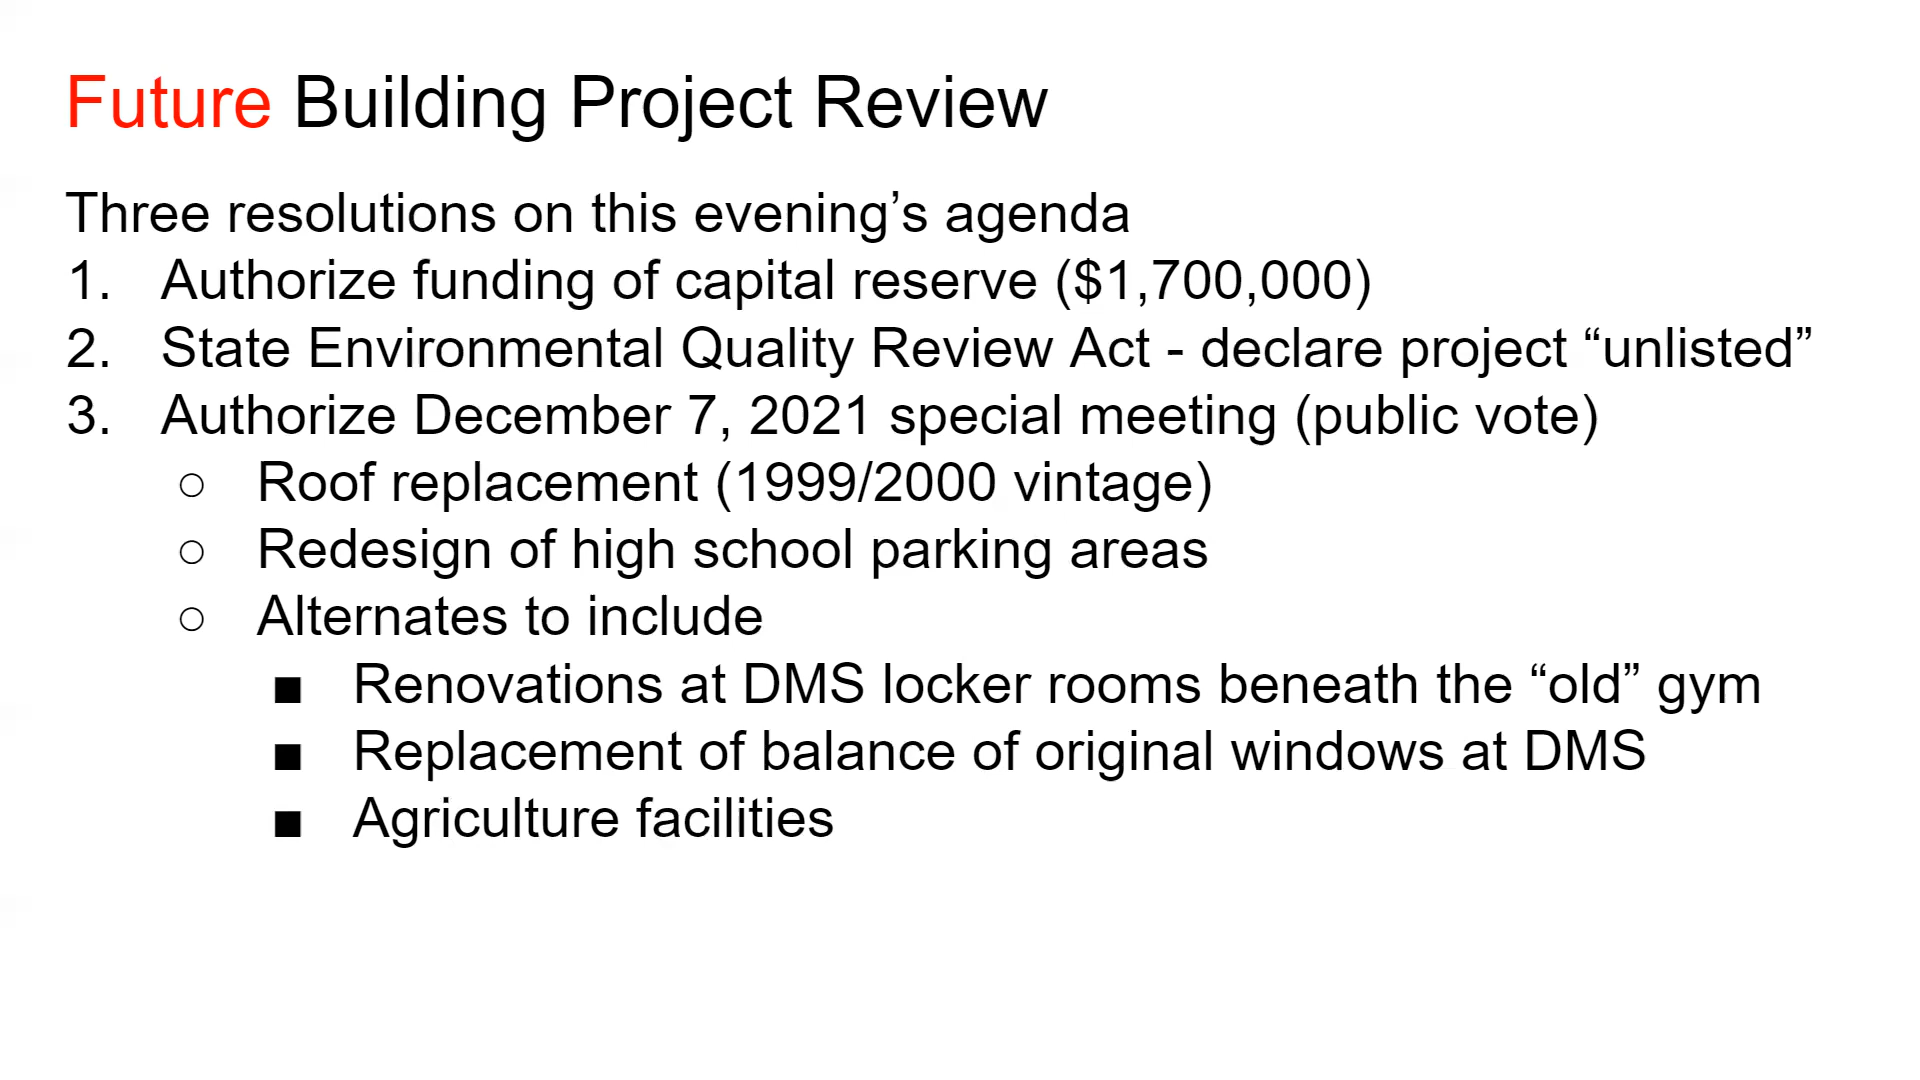 Future Building Project Review
Three resolutions on this evening’s agenda
1. Authorize funding of capital reserve ($1,700,000)
2. State Environmental Quality Review Act - declare project “unlisted”
3. Authorize December 7, 2021 special meeting (public vote)
○ Roof replacement (1999/2000 vintage)
○ Redesign of high school parking areas
○ Alternates to include
■ Renovations at DMS locker rooms beneath the “old” gym
■ Replacement of balance of original windows at DMS
■ Agriculture facilities